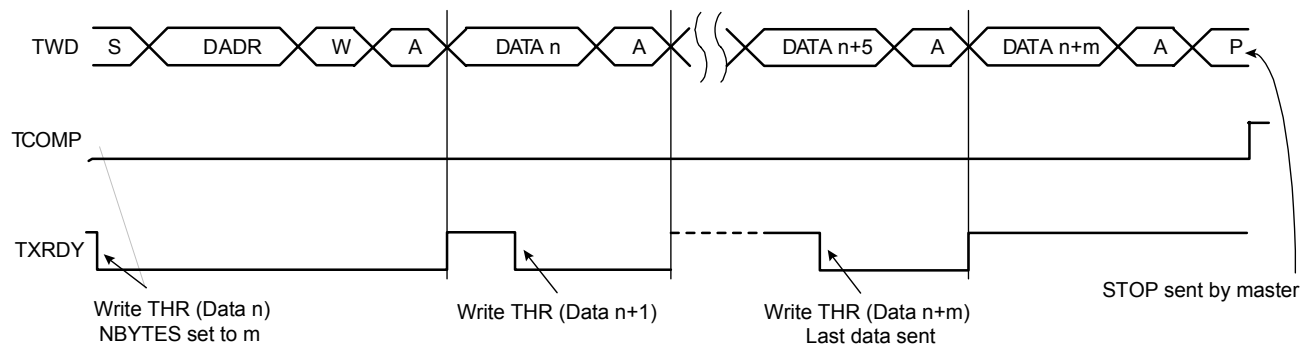 TWD S DADR W A DATA n A DATA n+5 A DATA n+m A P
TCOMP
TXRDY
Write THR (Data n)
NBYTES set to m
Write THR (Data n+1)
Write THR (Data n+m)
Last data sent
STOP sent by master